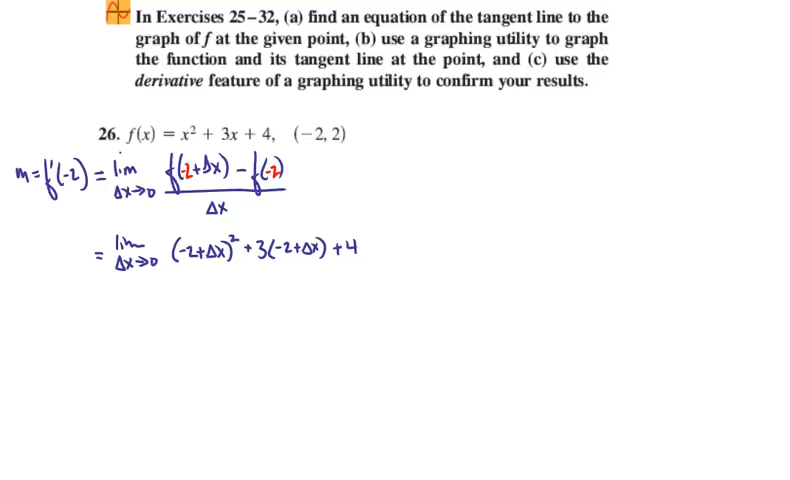 In Exercises 25–32, (a) find an equation of the tangent line to the
graph of f at the given point, (b) use a graphing utility to graph
the function and its tangent line at the point, and (c) use the
derivative feature of a graphing utility to confirm your results.
26. f(x) = x² + 3x + 4, (−2, 2)
m = f'(-2) = lim f(-2+Δx) - f(-2)
Δx→0
Δx
= lim (-2+Δx)² + 3(-2+Δx) + 4
Δx→0